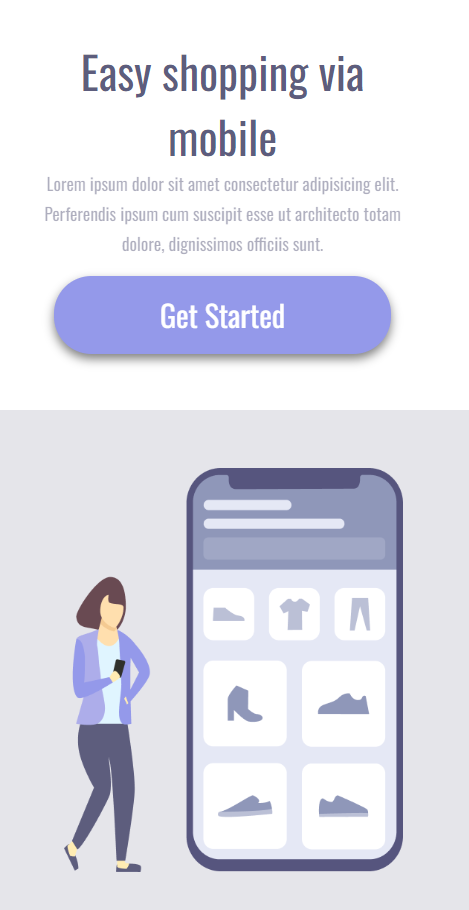 Easy shopping via
mobile
Lorem ipsum dolor sit amet consectetur adipisicing elit.
Perferendis ipsum cum suscipit esse ut architecto totam
dolore, dignissimos officiis sunt.
Get Started